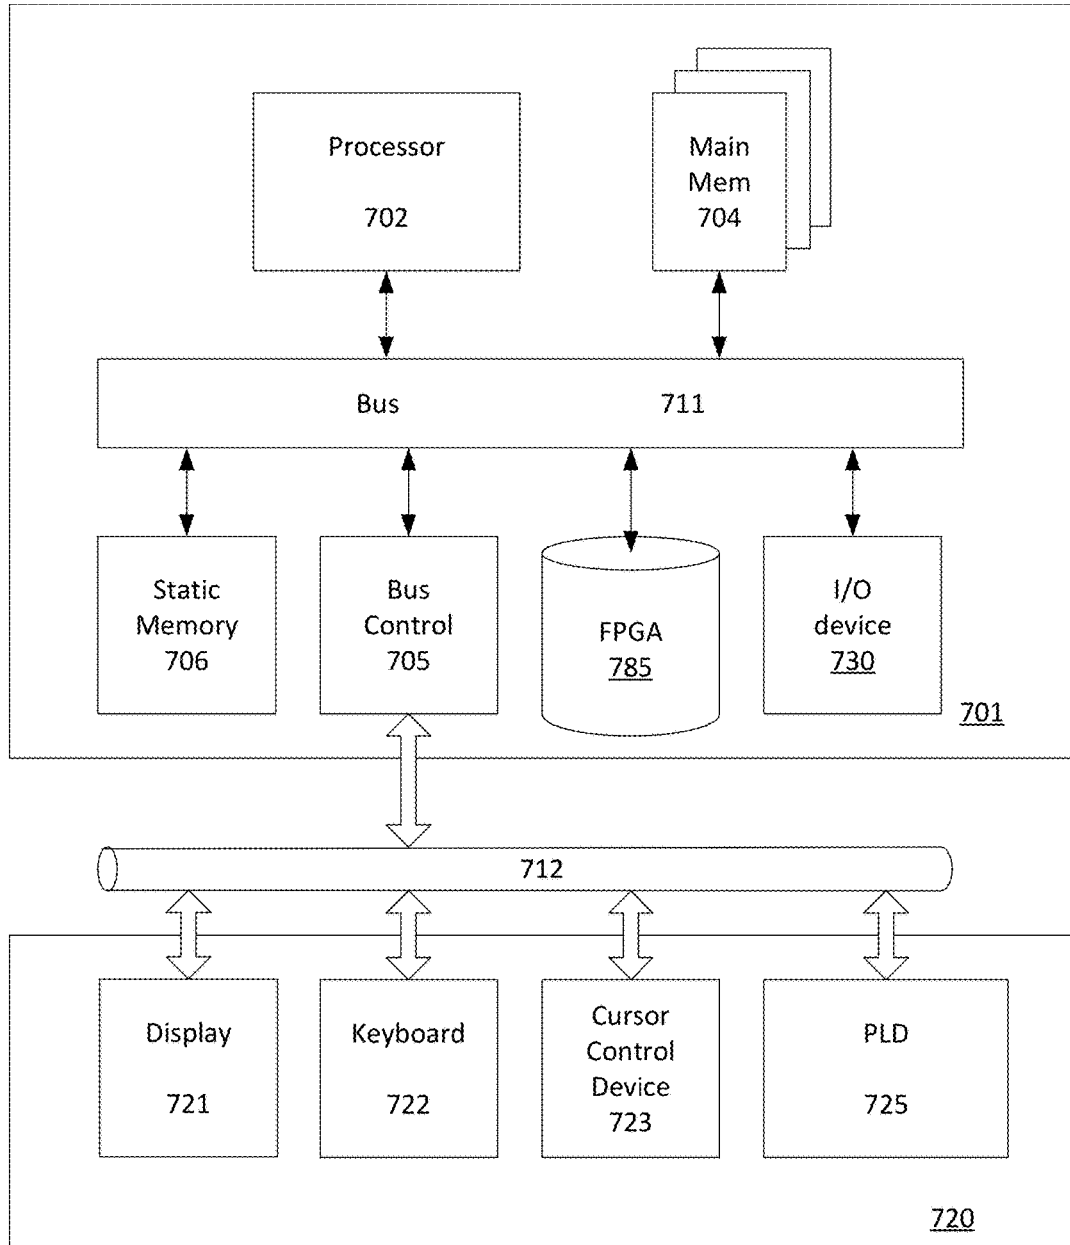 Processor
702
Main
Mem
704
Bus 711
Static
Memory
706
Bus
Control
705
FPGA
785
I/O
device
730
701
712
Display
721
Keyboard
722
Cursor
Control
Device
723
PLD
725
720